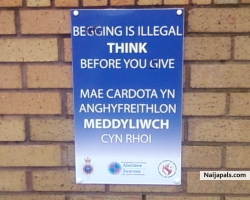 BEGGING IS ILLEGAL
THINK
BEFORE YOU GIVE
MAE CARDOTA YN
ANGHYFREITHLON
MEDDYLIWCH
CYN RHOI
© Naijapals.com